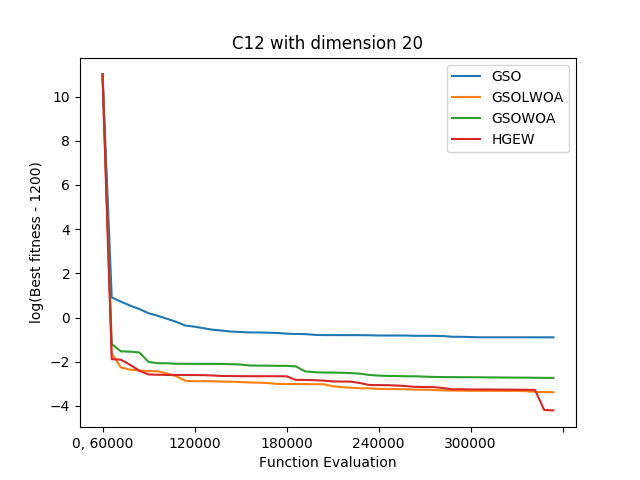 C12 with dimension 20
GSO
GSOLWOA
GSOWOA
HGEW
log(Best fitness - 1200)
10
8
6
4
2
0
−2
−4
0, 60000 120000 180000 240000 300000
Function Evaluation